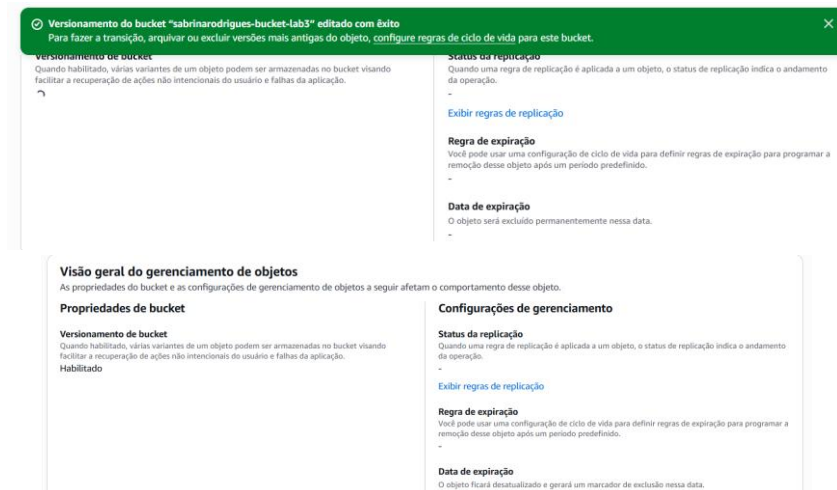 Versionamento do bucket “sabrinarodrigues-bucket-lab3” editado com êxito
Para fazer a transição, arquivar ou excluir versões mais antigas do objeto, configure regras de ciclo de vida para este bucket.
Versionamento de bucket
Quando habilitado, várias variantes de um objeto podem ser armazenadas no bucket visando
facilitar a recuperação de ações não intencionais do usuário e falhas da aplicação.
Status da replicação
Quando uma regra de replicação é aplicada a um objeto, o status de replicação indica o andamento
da operação.
-
Exibir regras de replicação
Regra de expiração
Você pode usar uma configuração de ciclo de vida para definir regras de expiração para programar a
remoção desse objeto após um período predefinido.
-
Data de expiração
O objeto será excluído permanentemente nessa data.
-
Visão geral do gerenciamento de objetos
As propriedades do bucket e as configurações de gerenciamento de objetos a seguir afetam o comportamento desse objeto.
Propriedades de bucket
Versionamento de bucket
Quando habilitado, várias variantes de um objeto podem ser armazenadas no bucket visando
facilitar a recuperação de ações não intencionais do usuário e falhas da aplicação.
Habilitado
Configurações de gerenciamento
Status da replicação
Quando uma regra de replicação é aplicada a um objeto, o status de replicação indica o andamento
da operação.
-
Exibir regras de replicação
Regra de expiração
Você pode usar uma configuração de ciclo de vida para definir regras de expiração para programar a
remoção desse objeto após um período predefinido.
-
Data de expiração
O objeto ficará desatualizado e gerará um marcador de exclusão nessa data.